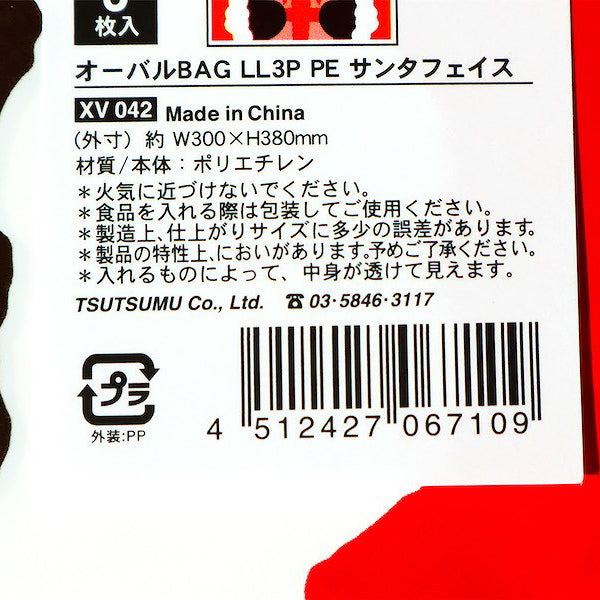 枚入
オーバルBAG LL3P PE サンタフェイス
XV 042 Made in China
(外寸) 約 W300×H380mm
材質/本体：ポリエチレン
＊火気に近づけないでください。
＊食品を入れる際は包装してご使用ください。
＊製造上、仕上がりサイズに多少の誤差があります。
＊製品の特性上、においがあります。予めご了承ください。
＊入れるものによって、中身が透けて見えます。
TSUTSUMU Co., Ltd. ☎ 03·5846·3117
プラ
外装:PP
4 512427 067109